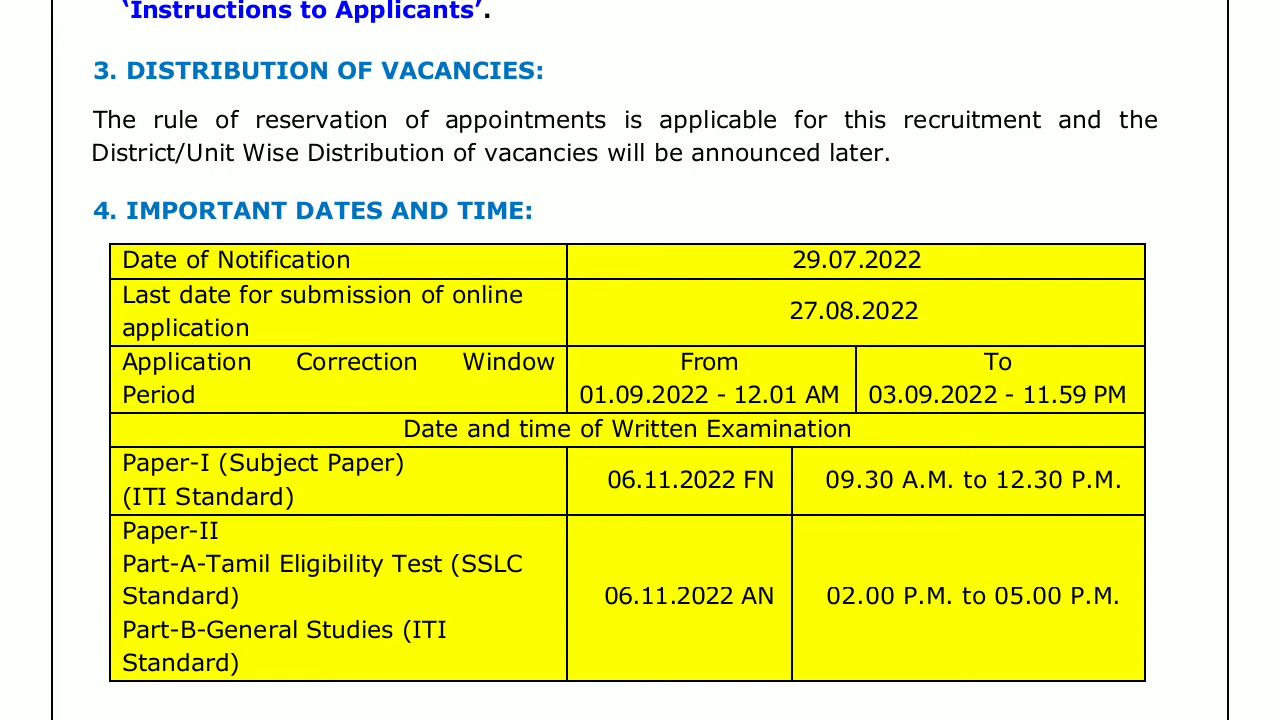 ‘Instructions to Applicants’.
3. DISTRIBUTION OF VACANCIES:
The rule of reservation of appointments is applicable for this recruitment and the
District/Unit Wise Distribution of vacancies will be announced later.
4. IMPORTANT DATES AND TIME:
Date of Notification 29.07.2022
Last date for submission of online
application 27.08.2022
Application Correction Window From To
Period 01.09.2022 - 12.01 AM 03.09.2022 - 11.59 PM
Date and time of Written Examination
Paper-I (Subject Paper)
(ITI Standard) 06.11.2022 FN 09.30 A.M. to 12.30 P.M.
Paper-II
Part-A-Tamil Eligibility Test (SSLC
Standard) 06.11.2022 AN 02.00 P.M. to 05.00 P.M.
Part-B-General Studies (ITI
Standard)